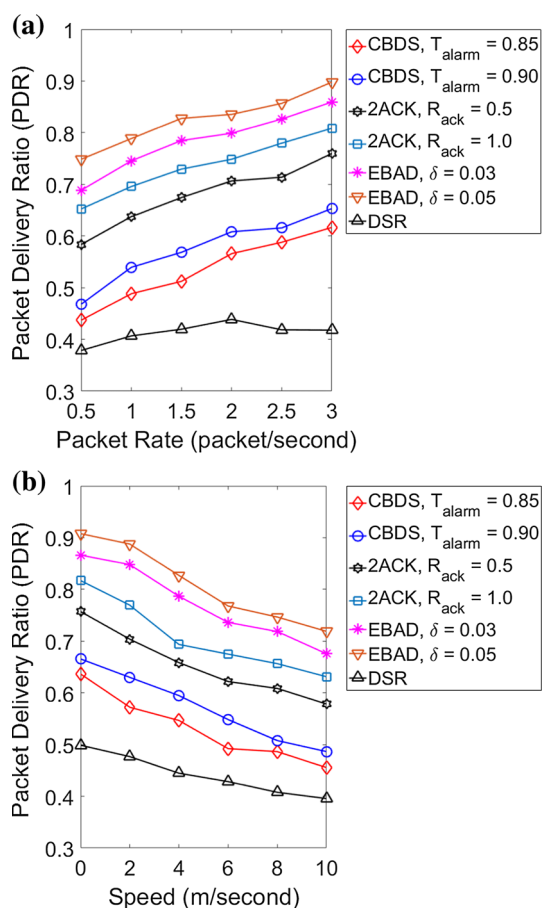 (a)
1
0.9
0.8
0.7
0.6
0.5
0.4
0.3
Packet Delivery Ratio (PDR)
0.5 1 1.5 2 2.5 3
Packet Rate (packet/second)
CBDS, T_alarm = 0.85
CBDS, T_alarm = 0.90
2ACK, R_ack = 0.5
2ACK, R_ack = 1.0
EBAD, δ = 0.03
EBAD, δ = 0.05
DSR
(b)
1
0.9
0.8
0.7
0.6
0.5
0.4
0.3
Packet Delivery Ratio (PDR)
0 2 4 6 8 10
Speed (m/second)
CBDS, T_alarm = 0.85
CBDS, T_alarm = 0.90
2ACK, R_ack = 0.5
2ACK, R_ack = 1.0
EBAD, δ = 0.03
EBAD, δ = 0.05
DSR